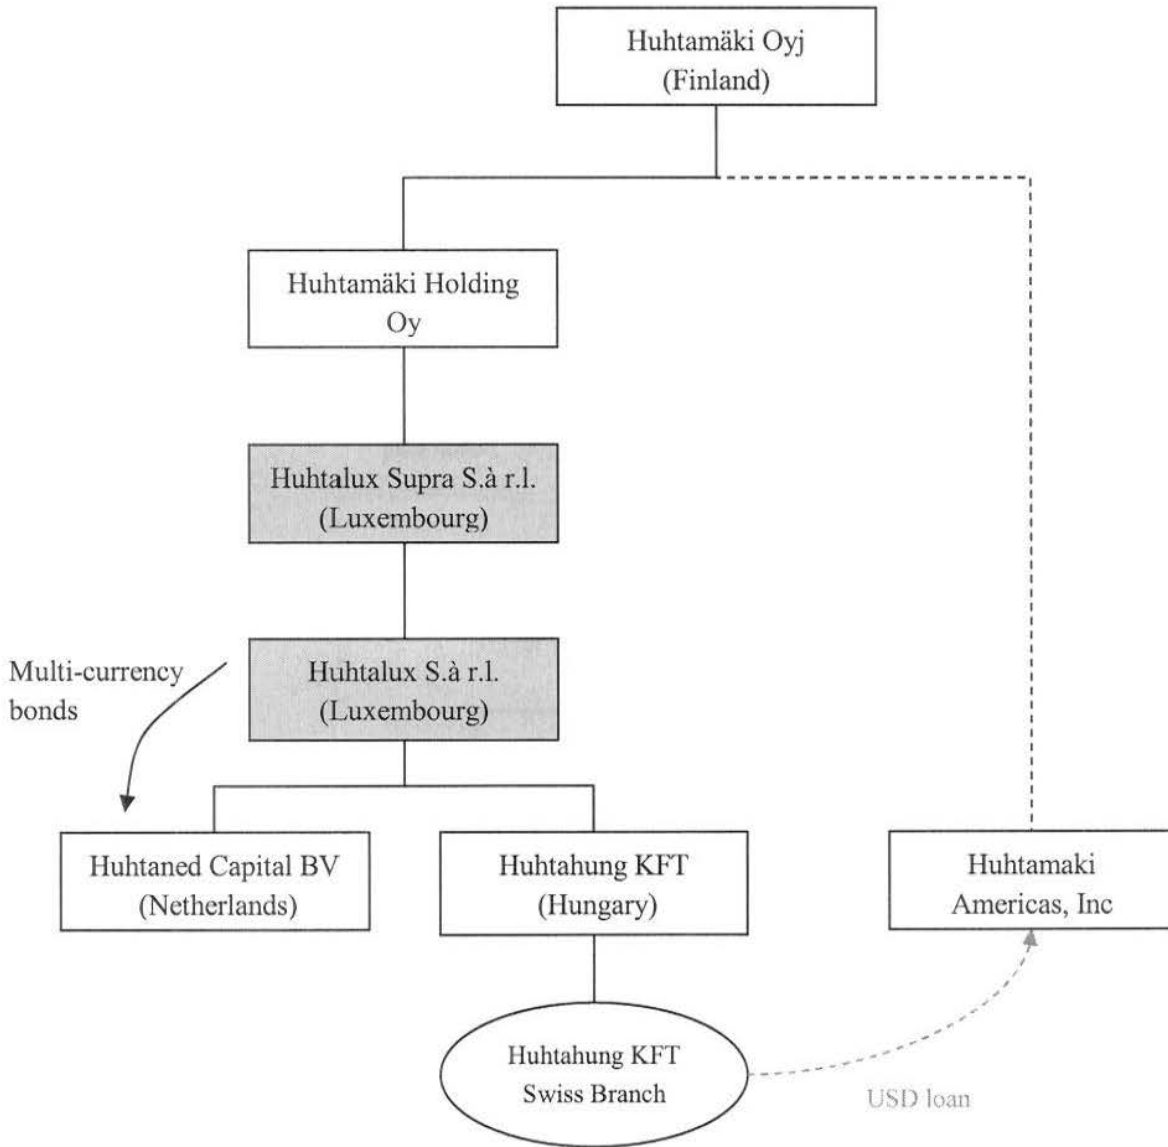 Huhtamäki Oyj
(Finland)
Huhtamäki Holding
Oy
Huhtalux Supra S.à r.l.
(Luxembourg)
Multi-currency
bonds
Huhtalux S.à r.l.
(Luxembourg)
Huhtaned Capital BV
(Netherlands)
Huhtahung KFT
(Hungary)
Huhtamaki
Americas, Inc
Huhtahung KFT
Swiss Branch
USD loan